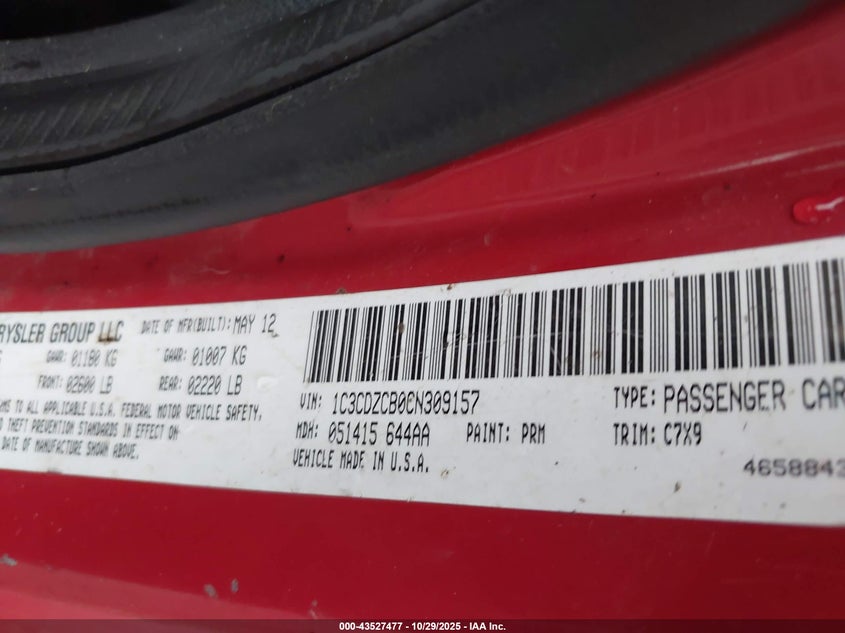 RYSLER GROUP LLC DATE OF MFR(BUILT): MAY 12
G GAWR: 01180 KG GAWR: 01007 KG
FRONT: 02600 LB REAR: 02220 LB
RMS TO ALL APPLICABLE U.S.A. FEDERAL MOTOR VEHICLE SAFETY,
D THEFT PREVENTION STANDARDS IN EFFECT ON
DATE OF MANUFACTURE SHOWN ABOVE.
VIN: 1C3CDZCB0CN309157 TYPE: PASSENGER CAR
MDH: 051415 644AA PAINT: PRM TRIM: C7X9
VEHICLE MADE IN U.S.A.
4658843
000-43527477 - 10/29/2025 - IAA Inc.